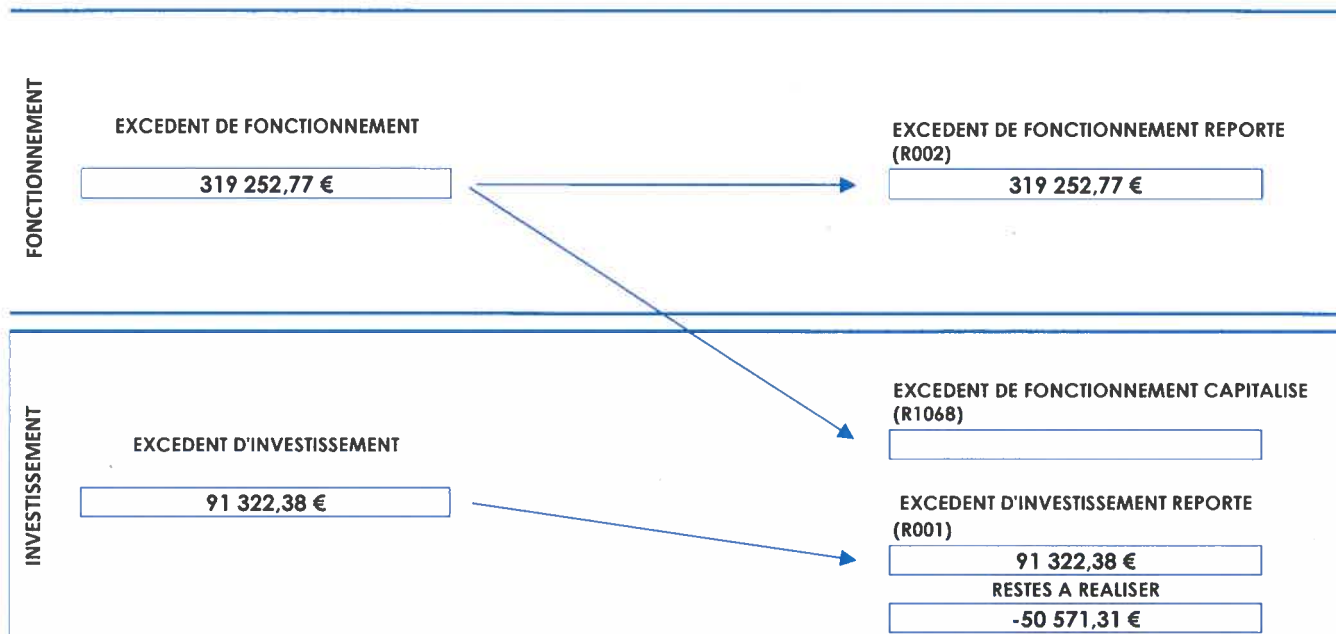 FONCTIONNEMENT
EXCEDENT DE FONCTIONNEMENT
319 252,77 €
EXCEDENT DE FONCTIONNEMENT REPORTE
(R002)
319 252,77 €
INVESTISSEMENT
EXCEDENT D'INVESTISSEMENT
91 322,38 €
EXCEDENT DE FONCTIONNEMENT CAPITALISE
(R1068)
EXCEDENT D'INVESTISSEMENT REPORTE
(R001)
91 322,38 €
RESTES A REALISER
-50 571,31 €